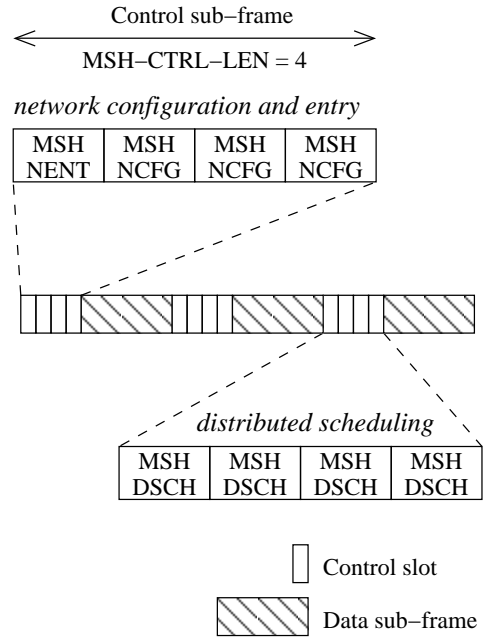 Control sub−frame
MSH−CTRL−LEN = 4
network configuration and entry
MSH MSH MSH MSH
NENT NCFG NCFG NCFG
distributed scheduling
MSH MSH MSH MSH
DSCH DSCH DSCH DSCH
Control slot
Data sub−frame